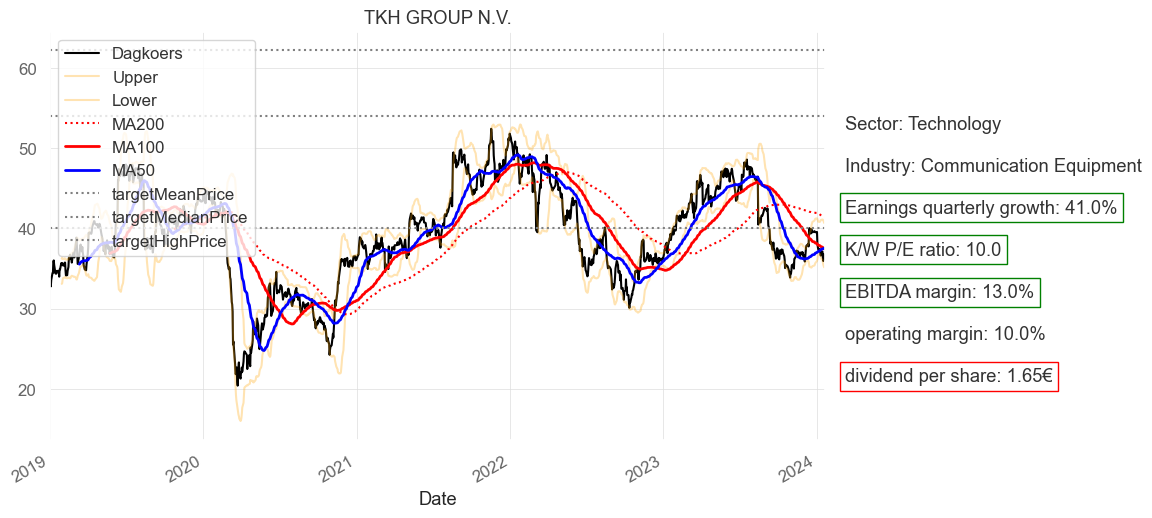 TKH GROUP N.V.
Dagkoers
Upper
Lower
MA200
MA100
MA50
targetMeanPrice
targetMedianPrice
targetHighPrice
60
50
40
30
20
2019
2020
2021
2022
2023
2024
Date
Sector: Technology
Industry: Communication Equipment
Earnings quarterly growth: 41.0%
K/W P/E ratio: 10.0
EBITDA margin: 13.0%
operating margin: 10.0%
dividend per share: 1.65€